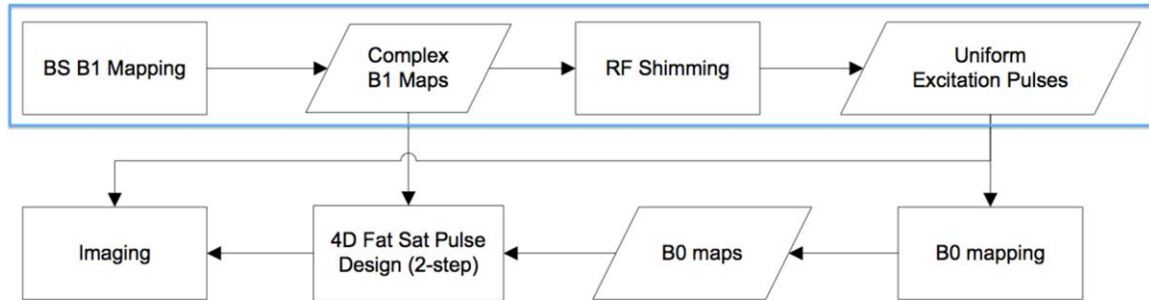 BS B1 Mapping
Complex
B1 Maps
RF Shimming
Uniform
Excitation Pulses
Imaging
4D Fat Sat Pulse
Design (2-step)
B0 maps
B0 mapping